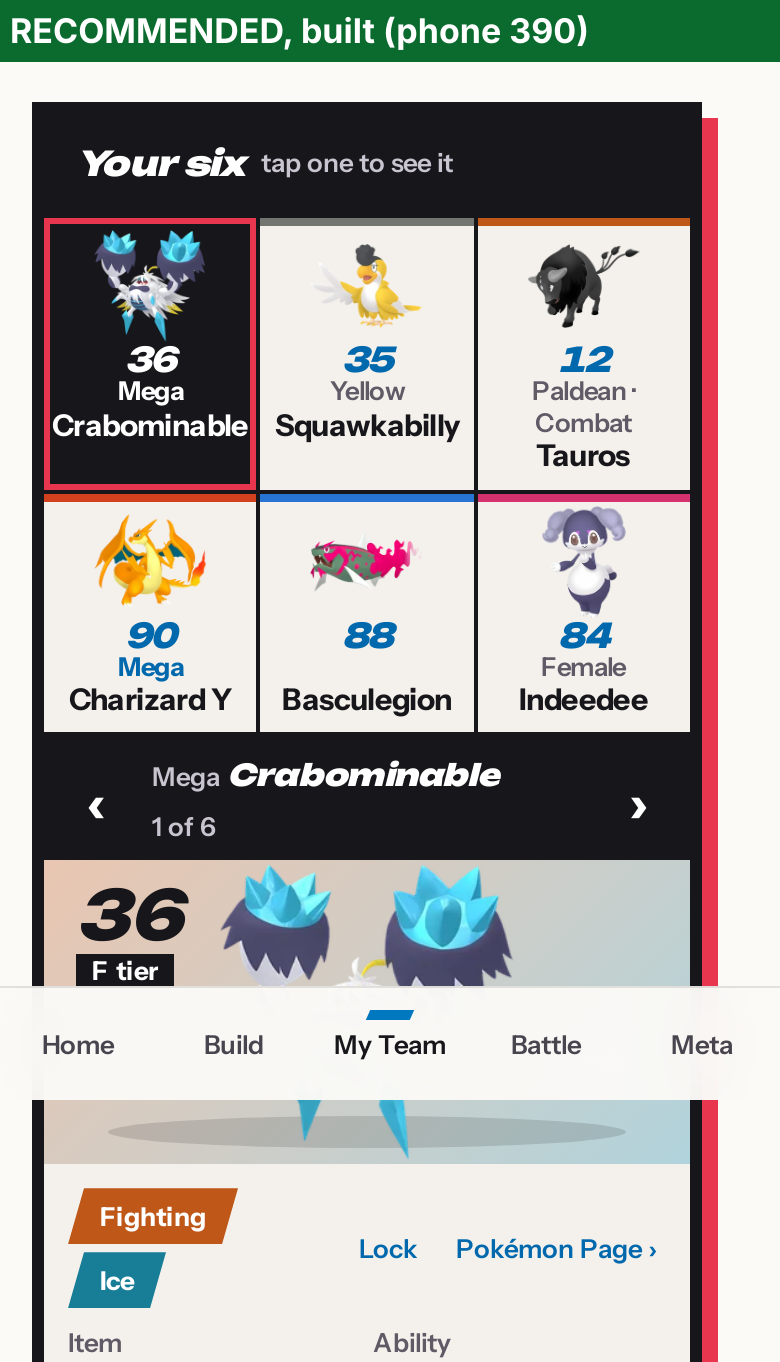 RECOMMENDED, built (phone 390)
Your six tap one to see it
36
Mega
Crabominable
35
Yellow
Squawkabilly
12
Paldean ·
Combat
Tauros
90
Mega
Charizard Y
88
Basculegion
84
Female
Indeedee
‹
Mega Crabominable
1 of 6
›
36
F tier
Home Build My Team Battle Meta
Fighting
Ice
Lock Pokémon Page ›
Item Ability